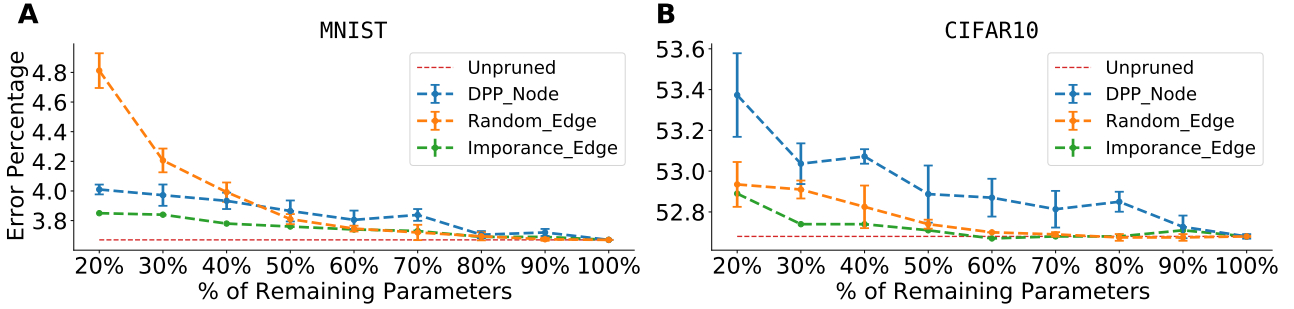 A
MNIST
Error Percentage
4.8
4.6
4.4
4.2
4.0
3.8
Unpruned
DPP_Node
Random_Edge
Imporance_Edge
20% 30% 40% 50% 60% 70% 80% 90% 100%
% of Remaining Parameters
B
CIFAR10
53.6
53.4
53.2
53.0
52.8
Unpruned
DPP_Node
Random_Edge
Imporance_Edge
20% 30% 40% 50% 60% 70% 80% 90% 100%
% of Remaining Parameters